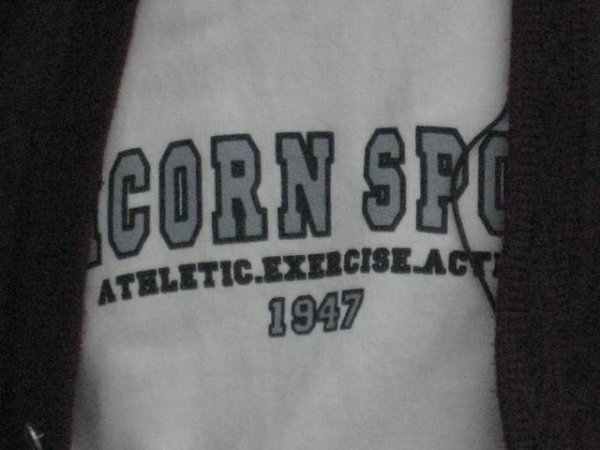 CORN SPO
ATHLETIC.EXERCISE.ACT
1947